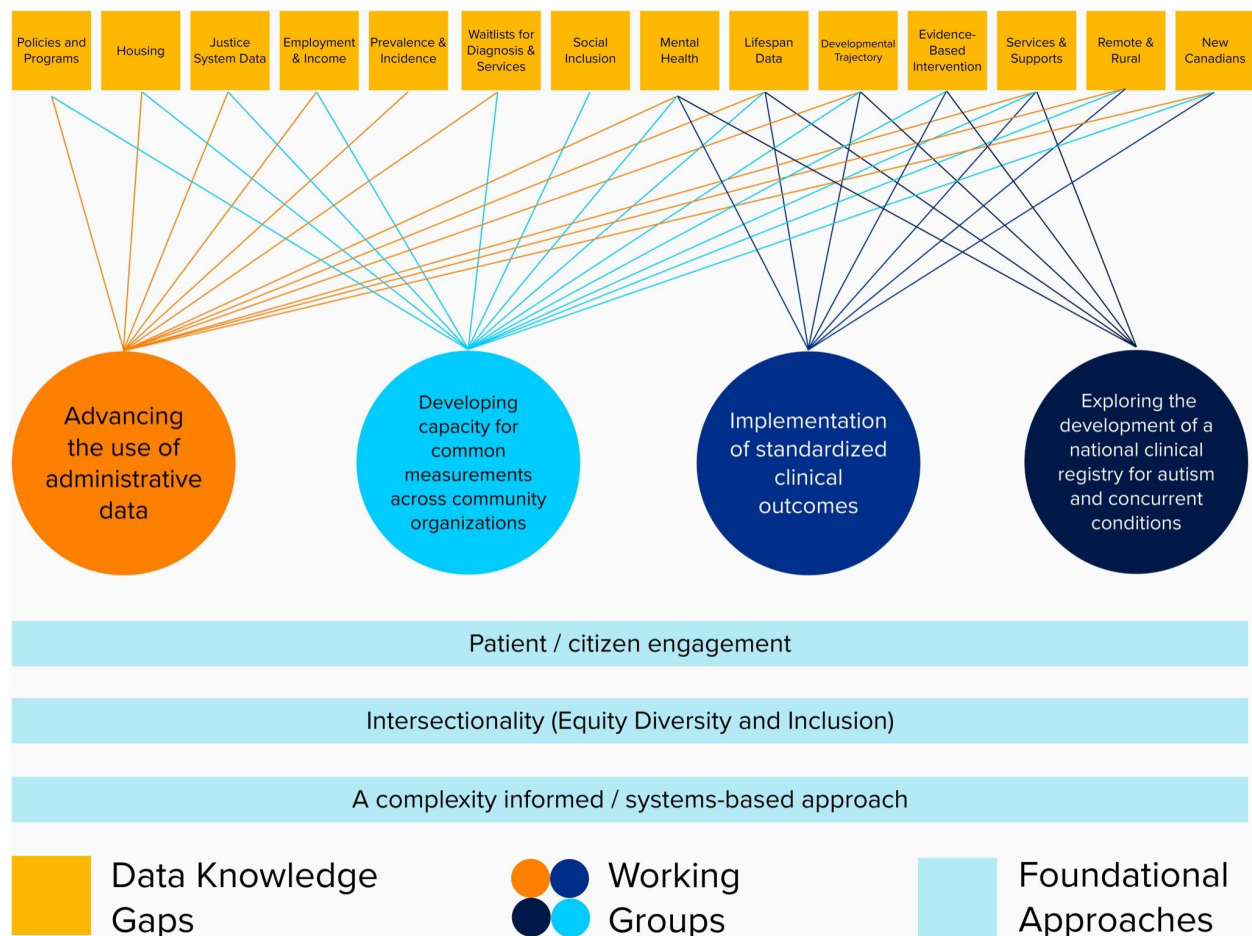 Policies and
Programs
Housing
Justice
System Data
Employment
& Income
Prevalence &
Incidence
Waitlists for
Diagnosis &
Services
Social
Inclusion
Mental
Health
Lifespan
Data
Developmental
Trajectory
Evidence-
Based
Intervention
Services &
Supports
Remote &
Rural
New
Canadians
Advancing
the use of
administrative
data
Developing
capacity for
common
measurements
across community
organizations
Implementation
of standardized
clinical
outcomes
Exploring the
development of a
national clinical
registry for autism
and concurrent
conditions
Patient / citizen engagement
Intersectionality (Equity Diversity and Inclusion)
A complexity informed / systems-based approach
Data Knowledge
Gaps
Working
Groups
Foundational
Approaches